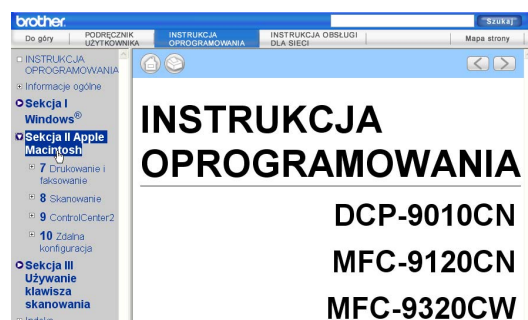 brother.
Szukaj
Do góry
PODRĘCZNIK
UŻYTKOWNIKA
INSTRUKCJA
OPROGRAMOWANIA
INSTRUKCJA OBSŁUGI
DLA SIECI
Mapa strony
INSTRUKCJA
OPROGRAMOWANIA
Informacje ogólne
Sekcja I
Windows®
Sekcja II Apple
Macintosh
7 Drukowanie i
faksowanie
8 Skanowanie
9 ControlCenter2
10 Zdalna
konfiguracja
Sekcja III
Używanie
klawisza
skanowania
Indeks
INSTRUKCJA
OPROGRAMOWANIA
DCP-9010CN
MFC-9120CN
MFC-9320CW